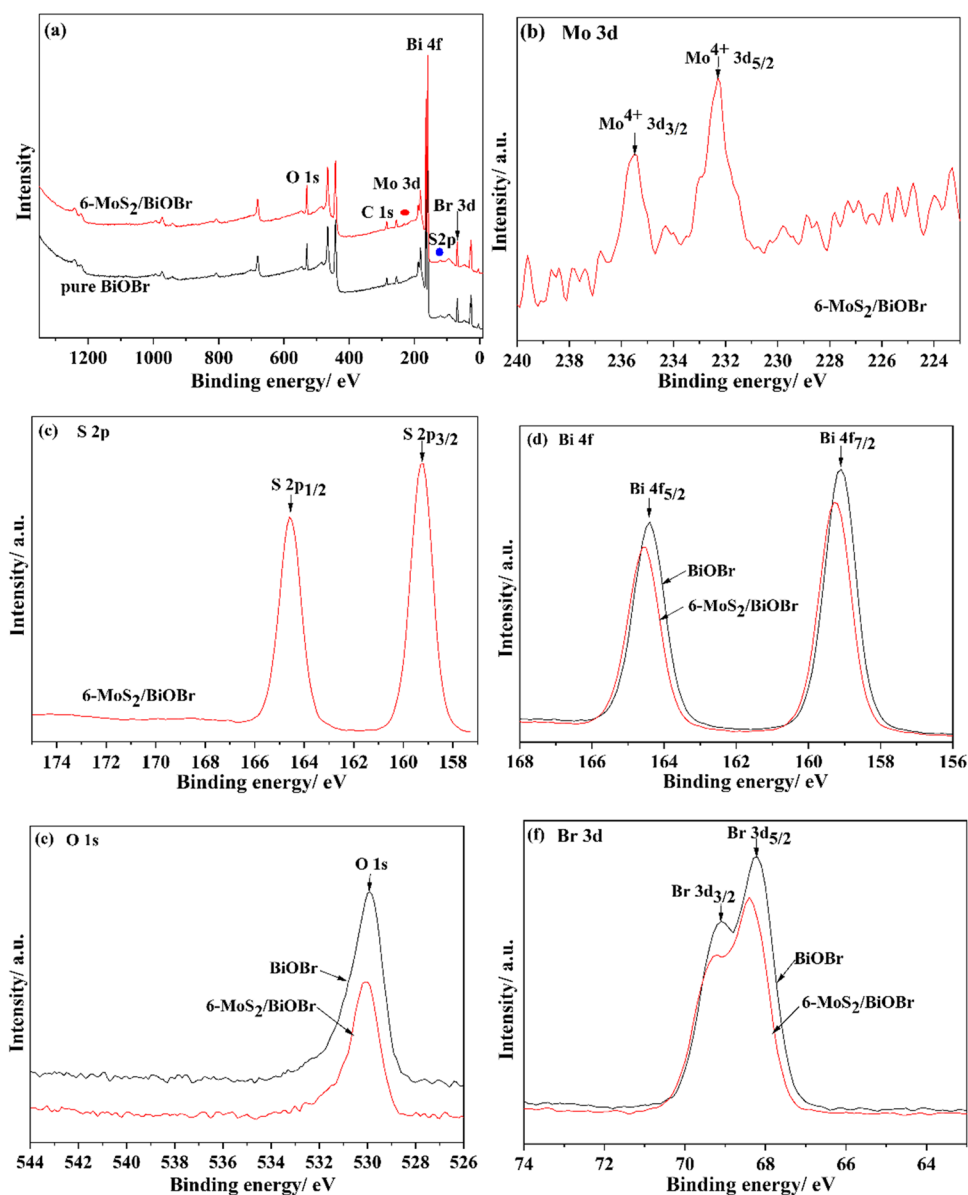 (a)
Bi 4f
O 1s
Mo 3d
6-MoS2/BiOBr
C 1s
Br 3d
S2p
pure BiOBr
Intensity
1200 1000 800 600 400 200 0
Binding energy/ eV
(b) Mo 3d
Mo4+ 3d5/2
Mo4+ 3d3/2
6-MoS2/BiOBr
Intensity/ a.u.
240 238 236 234 232 230 228 226 224
Binding energy/ eV
(c) S 2p
S 2p3/2
S 2p1/2
6-MoS2/BiOBr
Intensity/ a.u.
174 172 170 168 166 164 162 160 158
Binding energy/ eV
(d) Bi 4f
Bi 4f7/2
Bi 4f5/2
BiOBr
6-MoS2/BiOBr
Intensity/ a.u.
168 166 164 162 160 158 156
Binding energy/ eV
(e) O 1s
O 1s
BiOBr
6-MoS2/BiOBr
Intensity/ a.u.
544 542 540 538 536 534 532 530 528 526
Binding energy/ eV
(f) Br 3d
Br 3d5/2
Br 3d3/2
BiOBr
6-MoS2/BiOBr
Intensity/ a.u.
74 72 70 68 66 64
Binding energy/ eV